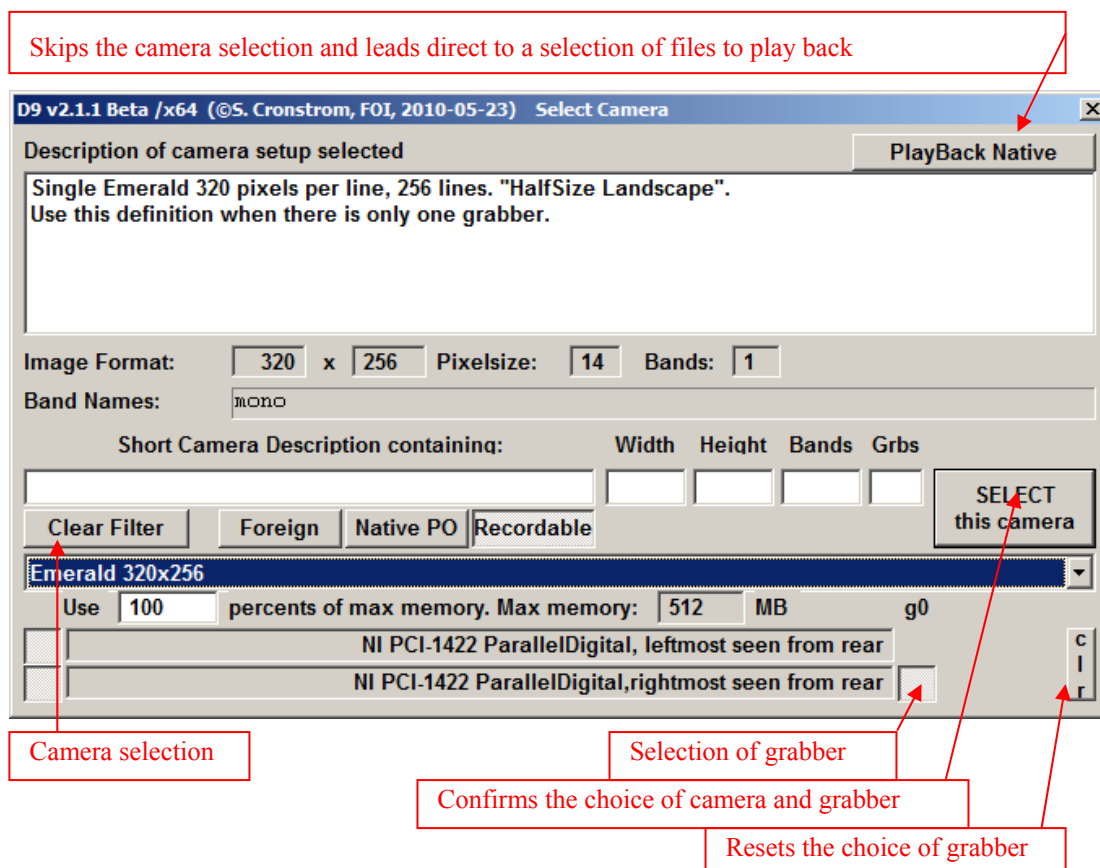 Skips the camera selection and leads direct to a selection of files to play back
D9 v2.1.1 Beta /x64 (©S. Cronstrom, FOI, 2010-05-23) Select Camera
Description of camera setup selected
PlayBack Native
Single Emerald 320 pixels per line, 256 lines. "HalfSize Landscape".
Use this definition when there is only one grabber.
Image Format: 320 x 256 Pixelsize: 14 Bands: 1
Band Names: mono
Short Camera Description containing: Width Height Bands Grbs
SELECT
this camera
Clear Filter Foreign Native PO Recordable
Emerald 320x256
Use 100 percents of max memory. Max memory: 512 MB g0
NI PCI-1422 ParallelDigital, leftmost seen from rear
NI PCI-1422 ParallelDigital,rightmost seen from rear
clr
Camera selection
Selection of grabber
Confirms the choice of camera and grabber
Resets the choice of grabber